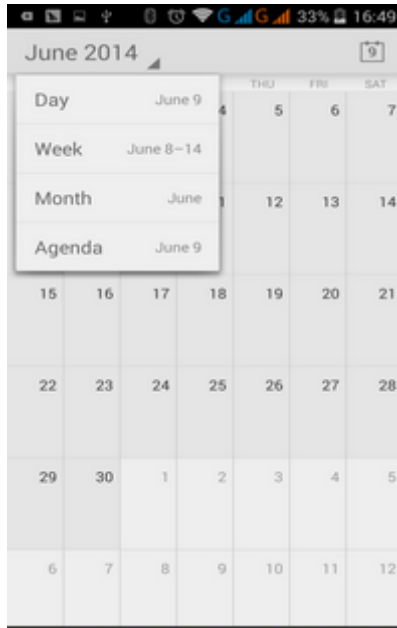 G G 33% 16:49
June 2014 9
THU FRI SAT
Day June 9
4 5 6 7
Week June 8–14
Month June
1 12 13 14
Agenda June 9
15 16 17 18 19 20 21
22 23 24 25 26 27 28
29 30 1 2 3 4 5
6 7 8 9 10 11 12